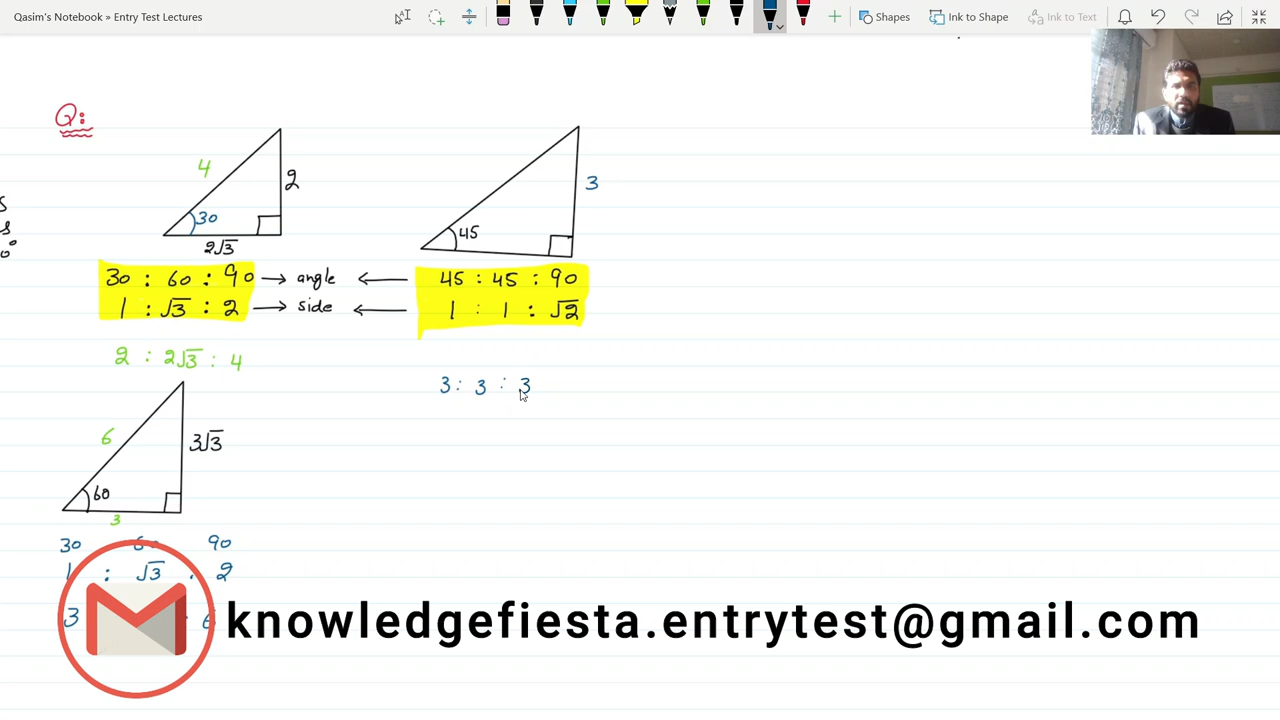 Qasim's Notebook » Entry Test Lectures
Shapes
Ink to Shape
Ink to Text
Q:
4
2
30
2√3
3
45
30 : 60 : 90 → angle ← 45 : 45 : 90
1 : √3 : 2 → side ← 1 : 1 : √2
2 : 2√3 : 4
3 : 3 : 3
6
3√3
60
3
30 60 90
1 : √3 : 2
3 : 6
knowledgefiesta.entrytest@gmail.com